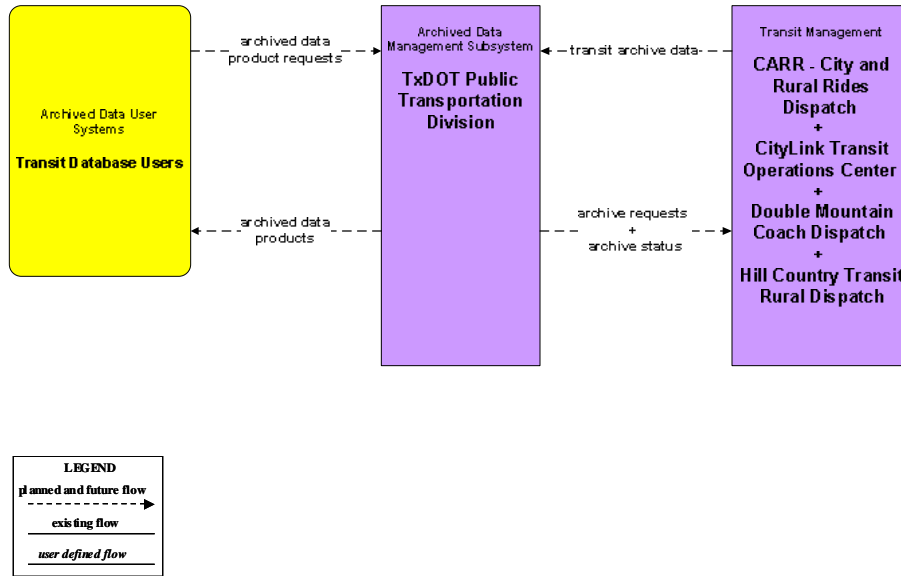 Archived Data User
Systems
Transit Database Users
archived data
product requests
archived data
products
Archived Data
Management Subsystem
TxDOT Public
Transportation
Division
transit archive data
archive requests
+
archive status
Transit Management
CARR - City and
Rural Rides
Dispatch
+
CityLink Transit
Operations Center
+
Double Mountain
Coach Dispatch
+
Hill Country Transit
Rural Dispatch
LEGEND
planned and future flow
existing flow
user defined flow